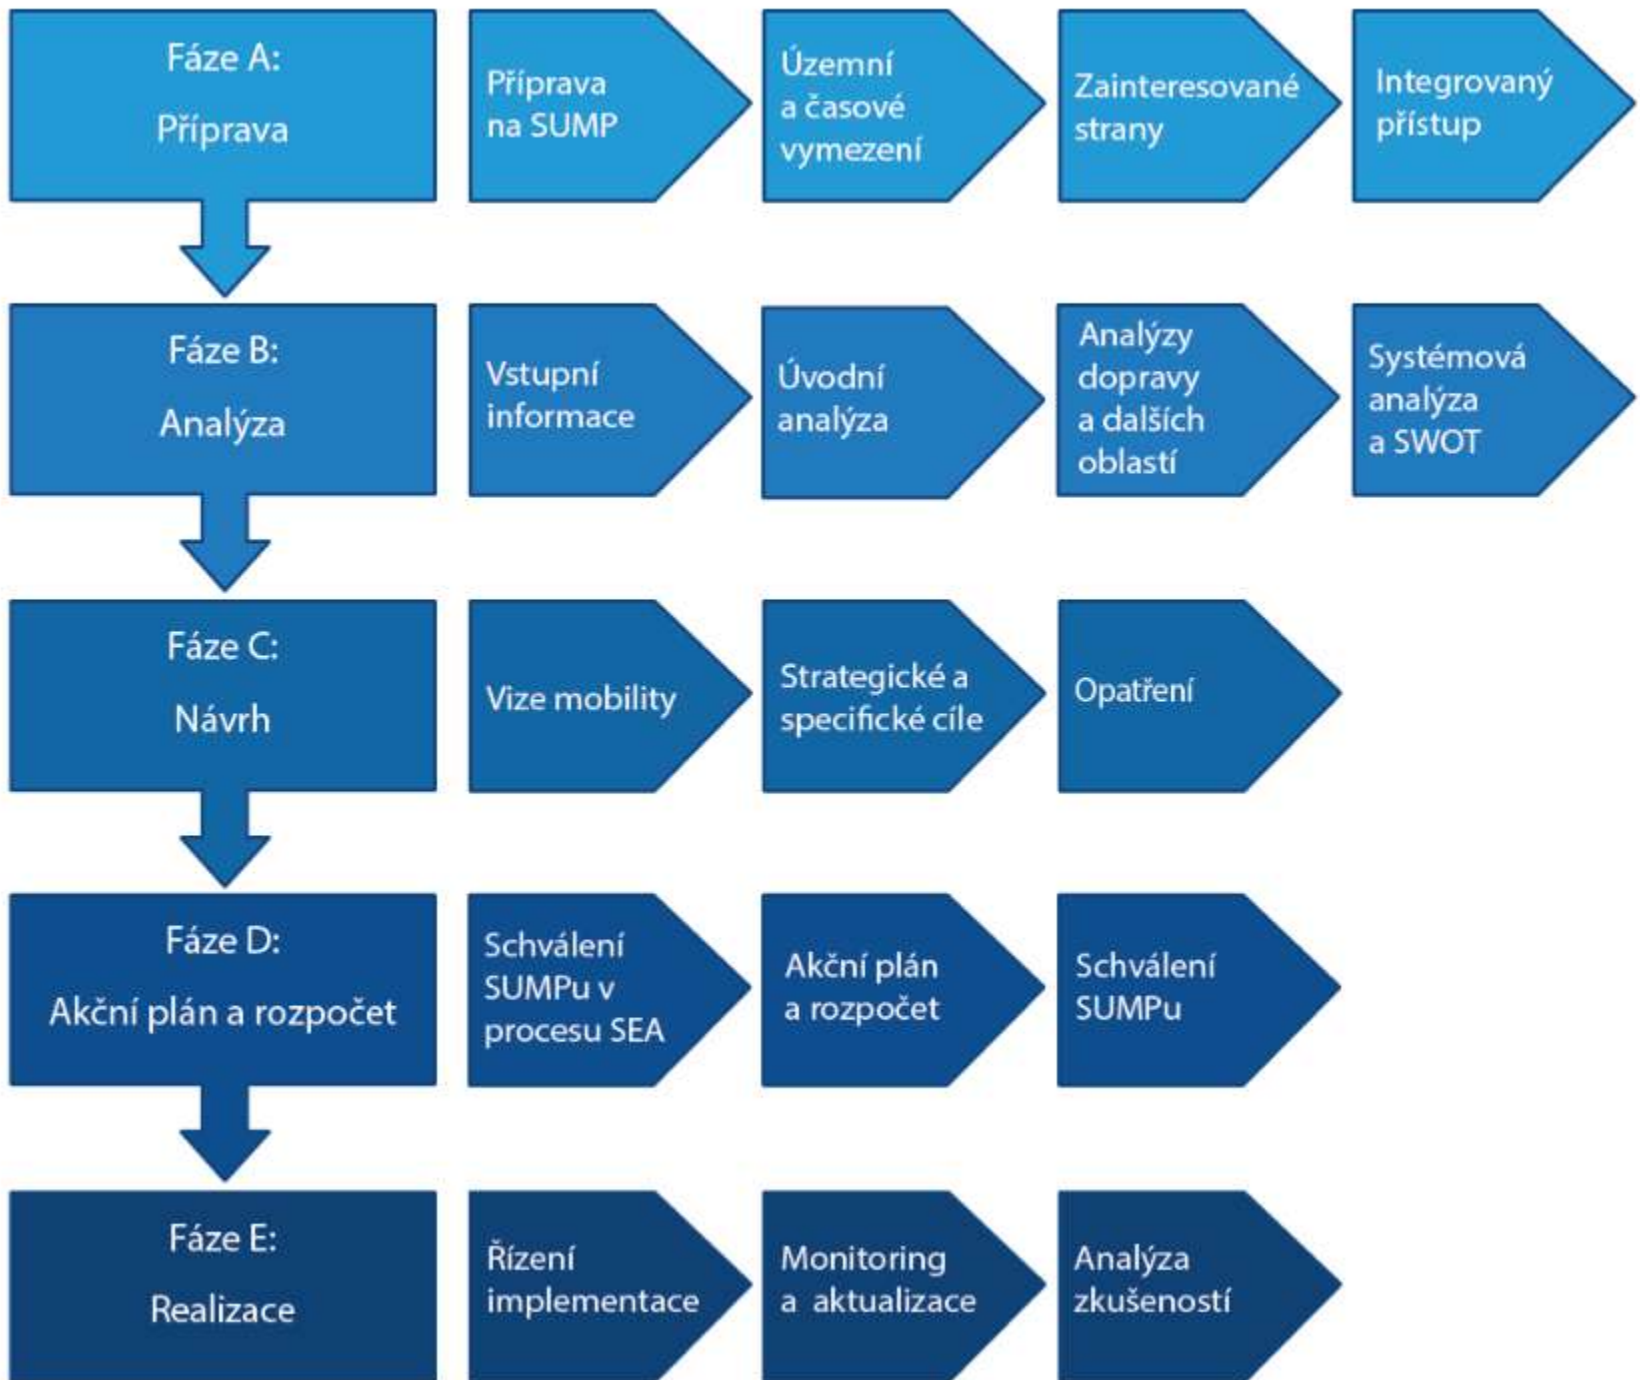 Fáze A:
Příprava
Příprava
na SUMP
Územní
a časové
vymezení
Zainteresované
strany
Integrovaný
přístup
Fáze B:
Analýza
Vstupní
informace
Úvodní
analýza
Analýzy
dopravy
a dalších
oblastí
Systémová
analýza
a SWOT
Fáze C:
Návrh
Vize mobility
Strategické a
specifické cíle
Opatření
Fáze D:
Akční plán a rozpočet
Schválení
SUMPu v
procesu SEA
Akční plán
a rozpočet
Schválení
SUMPu
Fáze E:
Realizace
Řízení
implementace
Monitoring
a aktualizace
Analýza
zkušeností